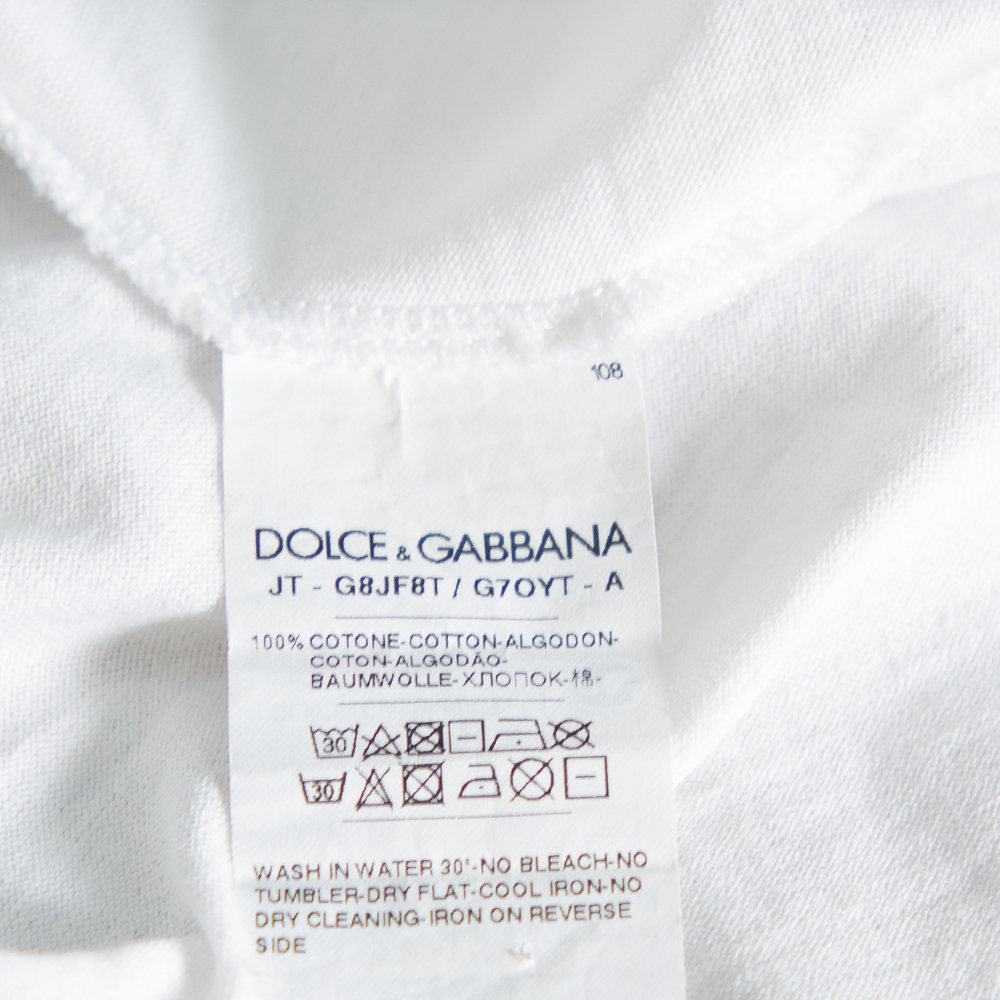 108
DOLCE & GABBANA
JT - G8JF8T / G7OYT - A
100% COTONE-COTTON-ALGODON-
COTON-ALGODÃO-
BAUMWOLLE-ХЛОПОК-棉-
30
30
WASH IN WATER 30°-NO BLEACH-NO
TUMBLER-DRY FLAT-COOL IRON-NO
DRY CLEANING-IRON ON REVERSE
SIDE